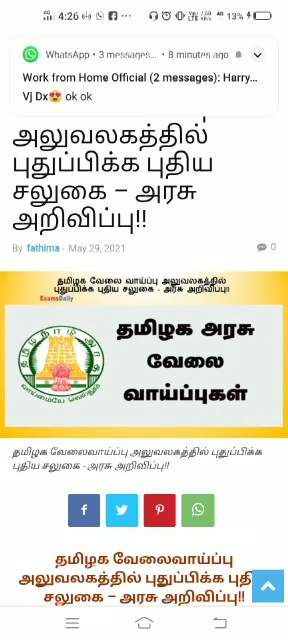 4:26
13%
WhatsApp • 3 messages... • 8 minutes ago
Work from Home Official (2 messages): Harry...
Vj Dx😍 ok ok
அலுவலகத்தில்
புதுப்பிக்க புதிய
சலுகை – அரசு
அறிவிப்பு!!
By fathima - May 29, 2021
0
தமிழக வேலை வாய்ப்பு அலுவலகத்தில்
புதுப்பிக்க புதிய சலுகை - அரசு அறிவிப்பு!
ExamsDaily
தமிழ்நாடு அரசு
வாய்மையே வெல்லும்
தமிழக அரசு
வேலை
வாய்ப்புகள்
தமிழக வேலைவாய்ப்பு அலுவலகத்தில் புதுப்பிக்க
புதிய சலுகை - அரசு அறிவிப்பு!!
தமிழக வேலைவாய்ப்பு
அலுவலகத்தில் புதுப்பிக்க புதி
சலுகை – அரசு அறிவிப்பு!!